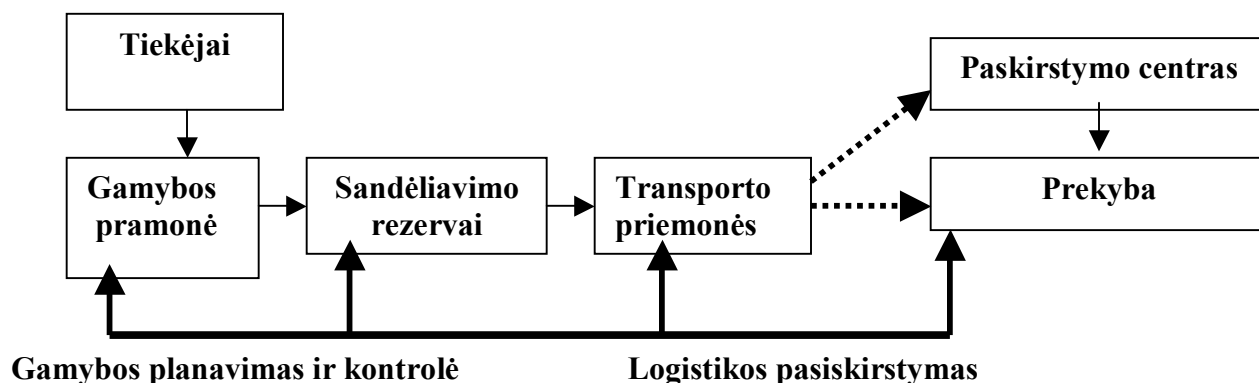 Tiekėjai
Paskirstymo centras
Gamybos
pramonė
Sandėliavimo
rezervai
Transporto
priemonės
Prekyba
Gamybos planavimas ir kontrolė
Logistikos pasiskirstymas